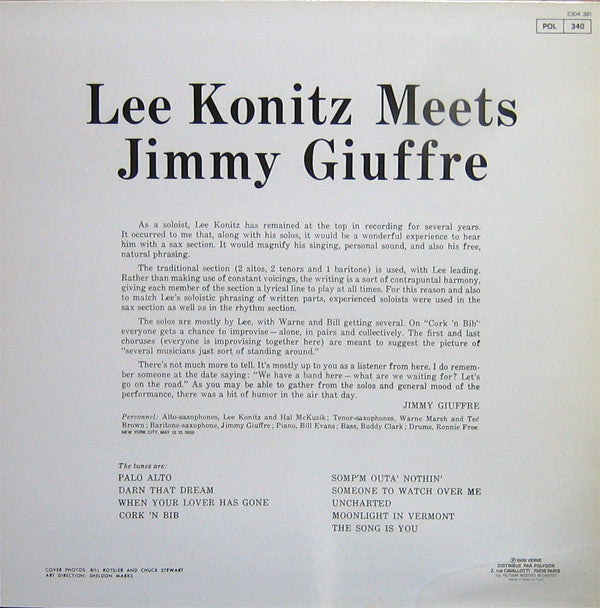 2304 381
POL 340
Lee Konitz Meets
Jimmy Giuffre
As a soloist, Lee Konitz has remained at the top in recording for several years.
It occurred to me that, along with his solos, it would be a wonderful experience to hear
him with a sax section. It would magnify his singing, personal sound, and also his free,
natural phrasing.
The traditional section (2 altos, 2 tenors and 1 baritone) is used, with Lee leading.
Rather than making use of constant voicings, the writing is a sort of contrapuntal harmony,
giving each member of the section a lyrical line to play at all times. For this reason and also
to match Lee's soloistic phrasing of written parts, experienced soloists were used in the
sax section as well as in the rhythm section.
The solos are mostly by Lee, with Warne and Bill getting several. On "Cork 'n Bib"
everyone gets a chance to improvise — alone, in pairs and collectively. The first and last
choruses (everyone is improvising together here) are meant to suggest the picture of
"several musicians just sort of standing around."
There's not much more to tell. It's mostly up to you as a listener from here. I do remem-
ber someone at the date saying: "We have a band here — what are we waiting for? Let's
go on the road." As you may be able to gather from the solos and general mood of the
performance, there was a bit of humor in the air that day.
JIMMY GIUFFRE
Personnel: Alto-saxophones, Lee Konitz and Hal McKusik; Tenor-saxophones, Warne Marsh and Ted
Brown; Baritone-saxophone, Jimmy Giuffre; Piano, Bill Evans; Bass, Buddy Clark; Drums, Ronnie Free.
NEW YORK CITY, MAY 12 13, 1959
The tunes are:
PALO ALTO
DARN THAT DREAM
WHEN YOUR LOVER HAS GONE
CORK 'N BIB
SOMP'M OUTA' NOTHIN'
SOMEONE TO WATCH OVER ME
UNCHARTED
MOONLIGHT IN VERMONT
THE SONG IS YOU
COVER PHOTOS: BILL ROTSLER AND CHUCK STEWART
ART DIRECTION: SHELDON MARKS
℗ 1959 VERVE
DISTRIBUÉ PAR POLYDOR
2, rue CAVALLOTTI 75018 PARIS